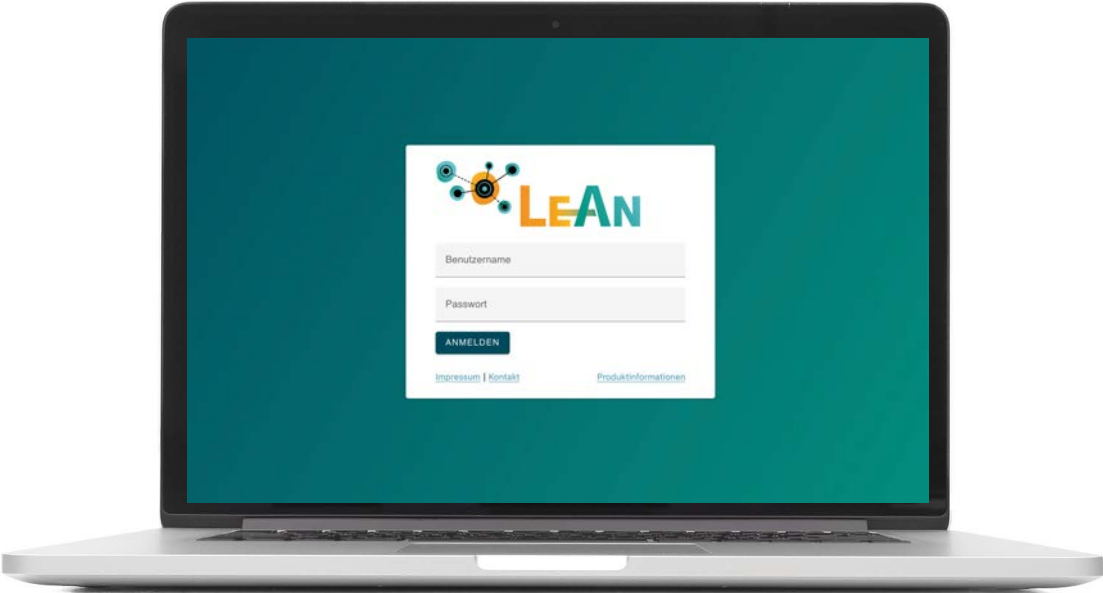 LEAN
Benutzername
Passwort
ANMELDEN
Impressum | Kontakt
Produktinformationen